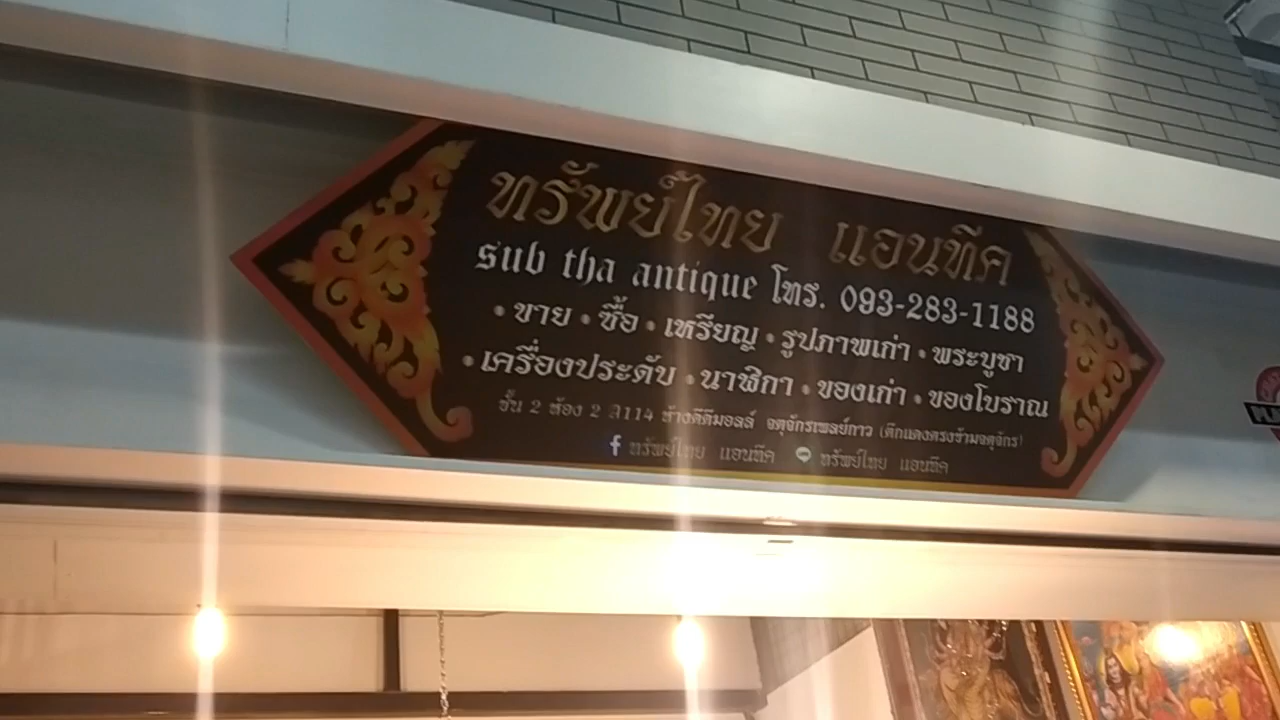 ทรัพย์ไทย แอนทีค
sub tha antique โทร. 093-283-1188
• ขาย • ซื้อ • เหรียญ • รูปภาพเก่า • พระบูชา
• เครื่องประดับ • นาฬิกา • ของเก่า • ของโบราณ
ชั้น 2 ห้อง 2 ล114 ห้างดีดีมอลล์ จตุจักรเพลย์กาว (ตึกแดงตรงข้ามจตุจักร)
ทรัพย์ไทย แอนทีค ทรัพย์ไทย แอนทีค